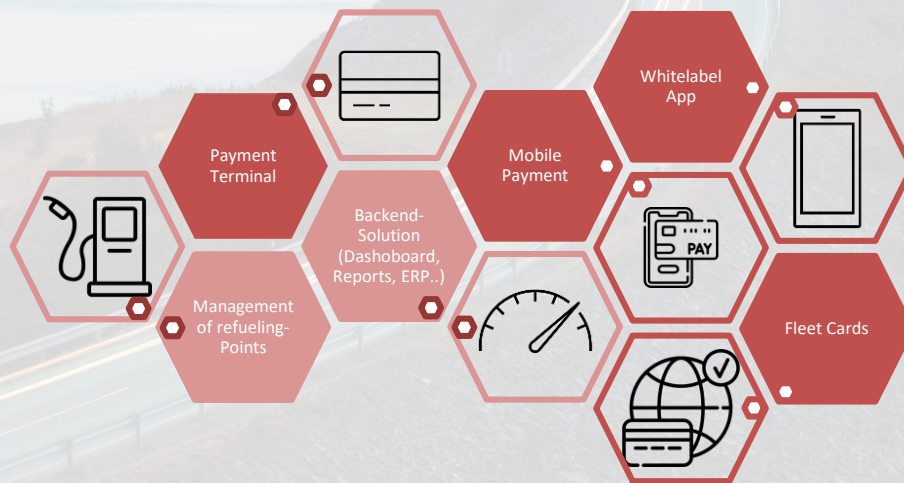 Whitelabel
App
Payment
Terminal
Mobile
Payment
Backend-
Solution
(Dashoboard,
Reports, ERP..)
PAY
Management
of refueling-
Points
Fleet Cards